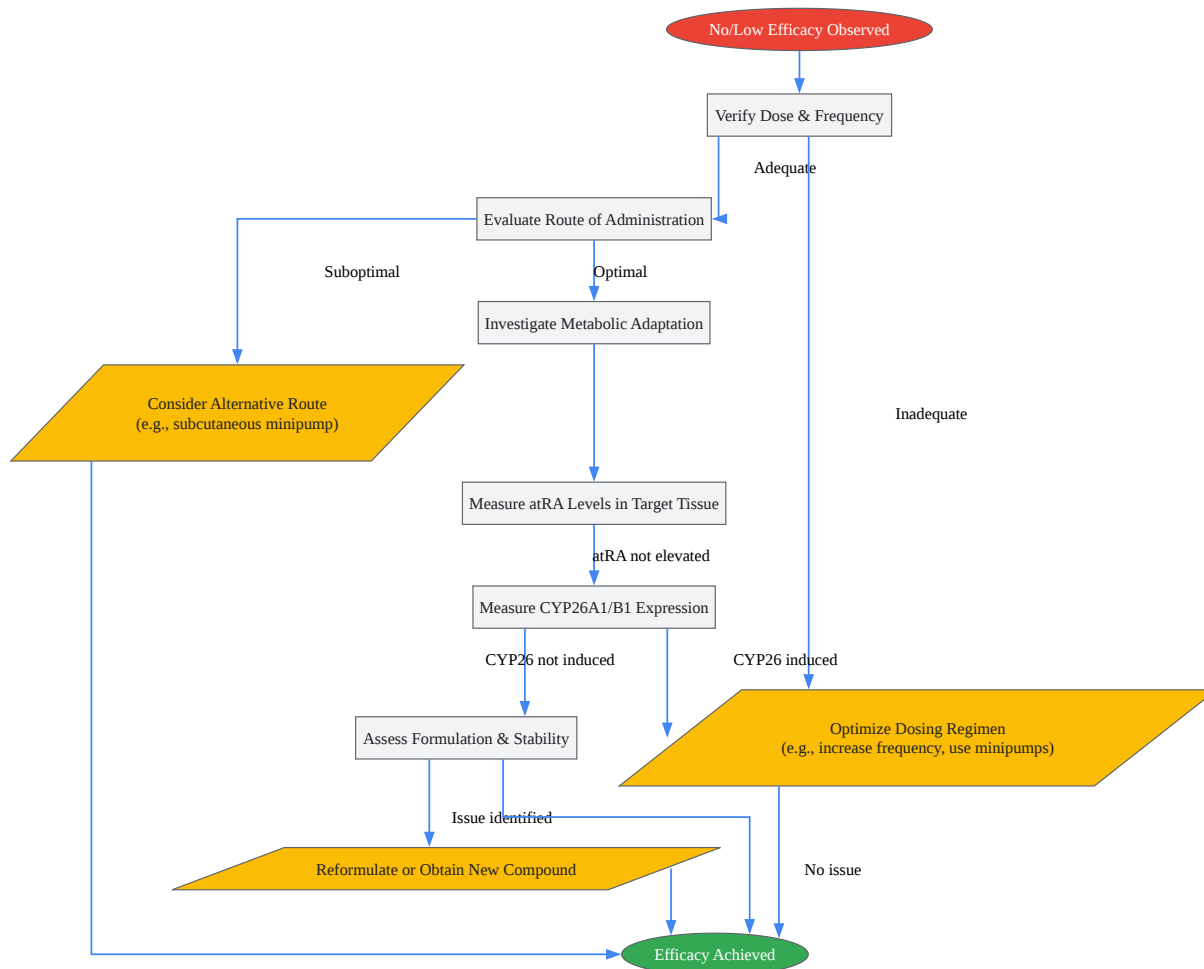 No/Low Efficacy Observed
Verify Dose & Frequency
Adequate
Evaluate Route of Administration
Suboptimal
Optimal
Investigate Metabolic Adaptation
Consider Alternative Route
(e.g., subcutaneous minipump)
Inadequate
Measure atRA Levels in Target Tissue
atRA not elevated
Measure CYP26A1/B1 Expression
CYP26 not induced
CYP26 induced
Assess Formulation & Stability
Optimize Dosing Regimen
(e.g., increase frequency, use minipumps)
Issue identified
Reformulate or Obtain New Compound
No issue
Efficacy Achieved